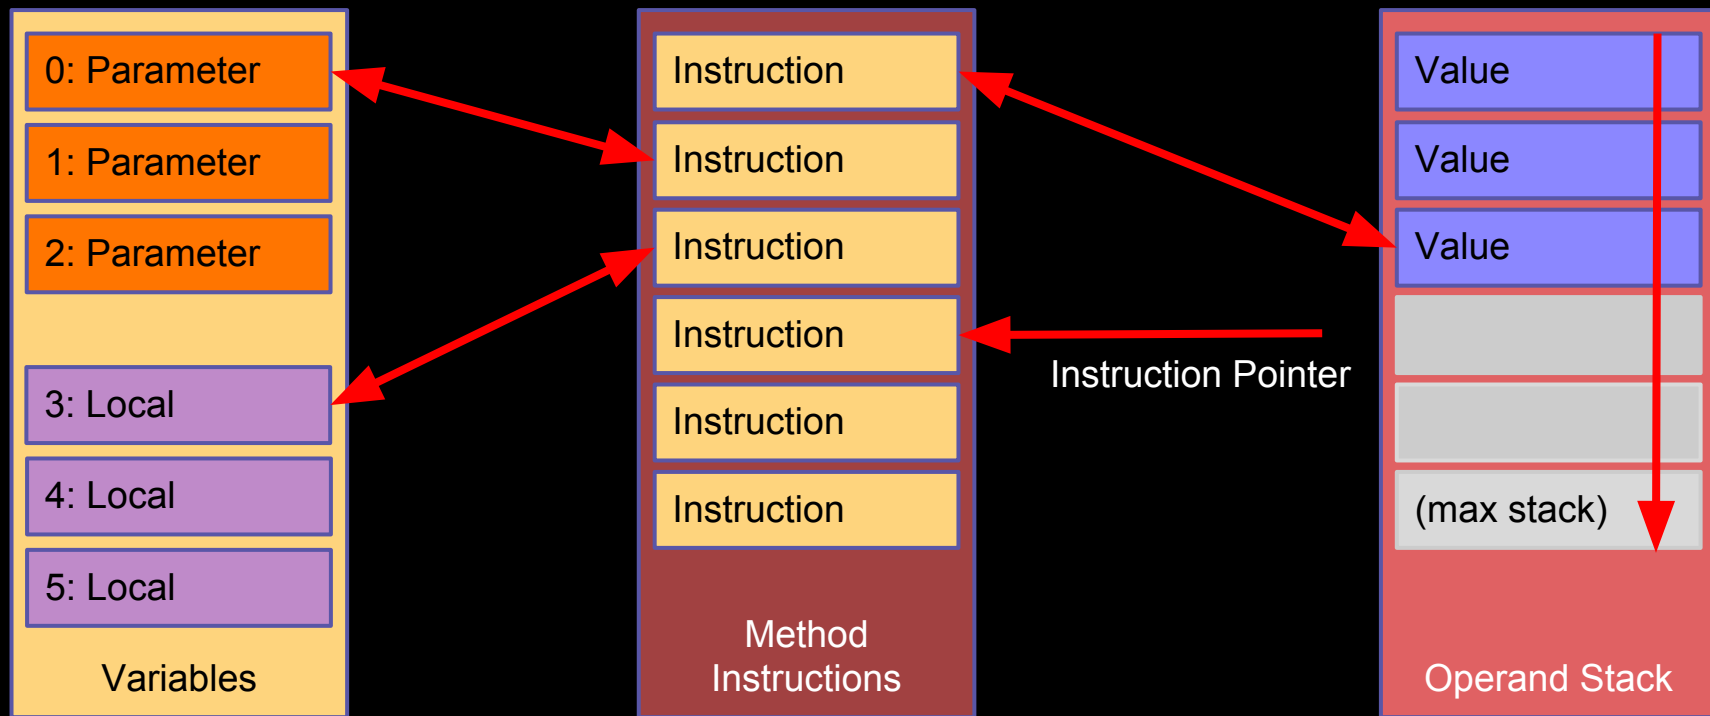 0: Parameter
1: Parameter
2: Parameter
3: Local
4: Local
5: Local
Variables
Instruction
Instruction
Instruction
Instruction
Instruction
Instruction
Method
Instructions
Instruction Pointer
Value
Value
Value
(max stack)
Operand Stack